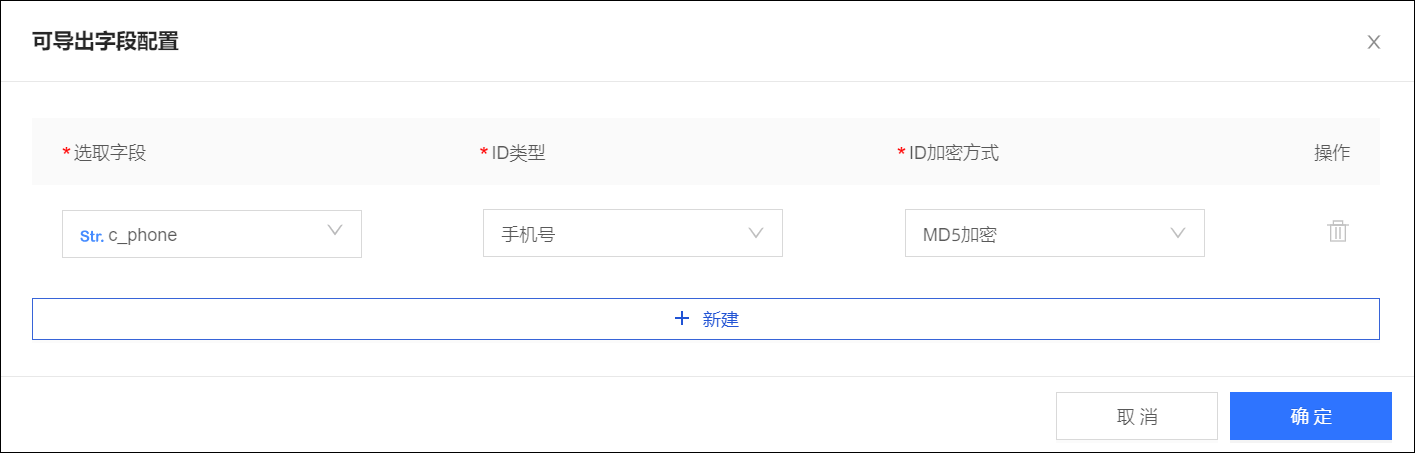 可导出字段配置
*选取字段 *ID类型 *ID加密方式 操作
Str. c_phone 手机号 MD5加密
+ 新建
取消 确定